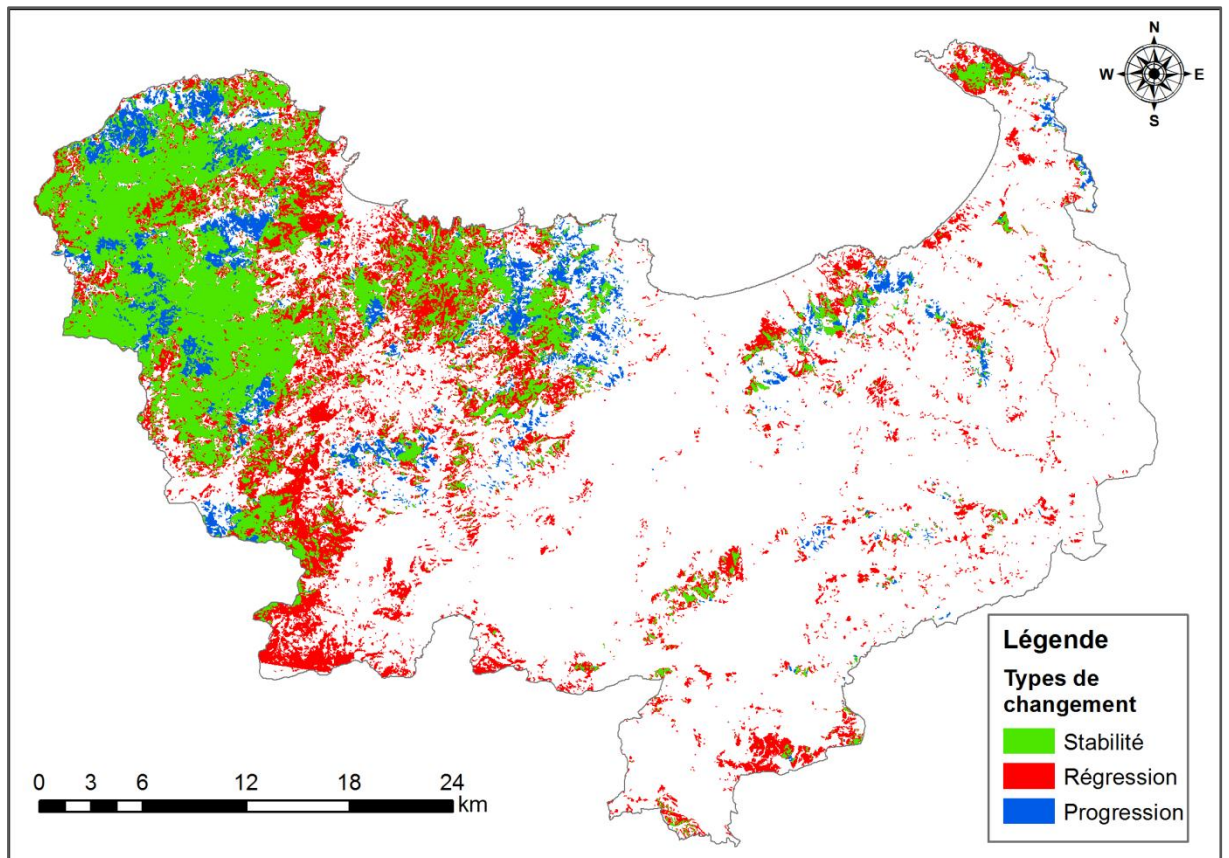 N
W E
S
Légende
Types de
changement
Stabilité
Régression
Progression
0 3 6 12 18 24
km